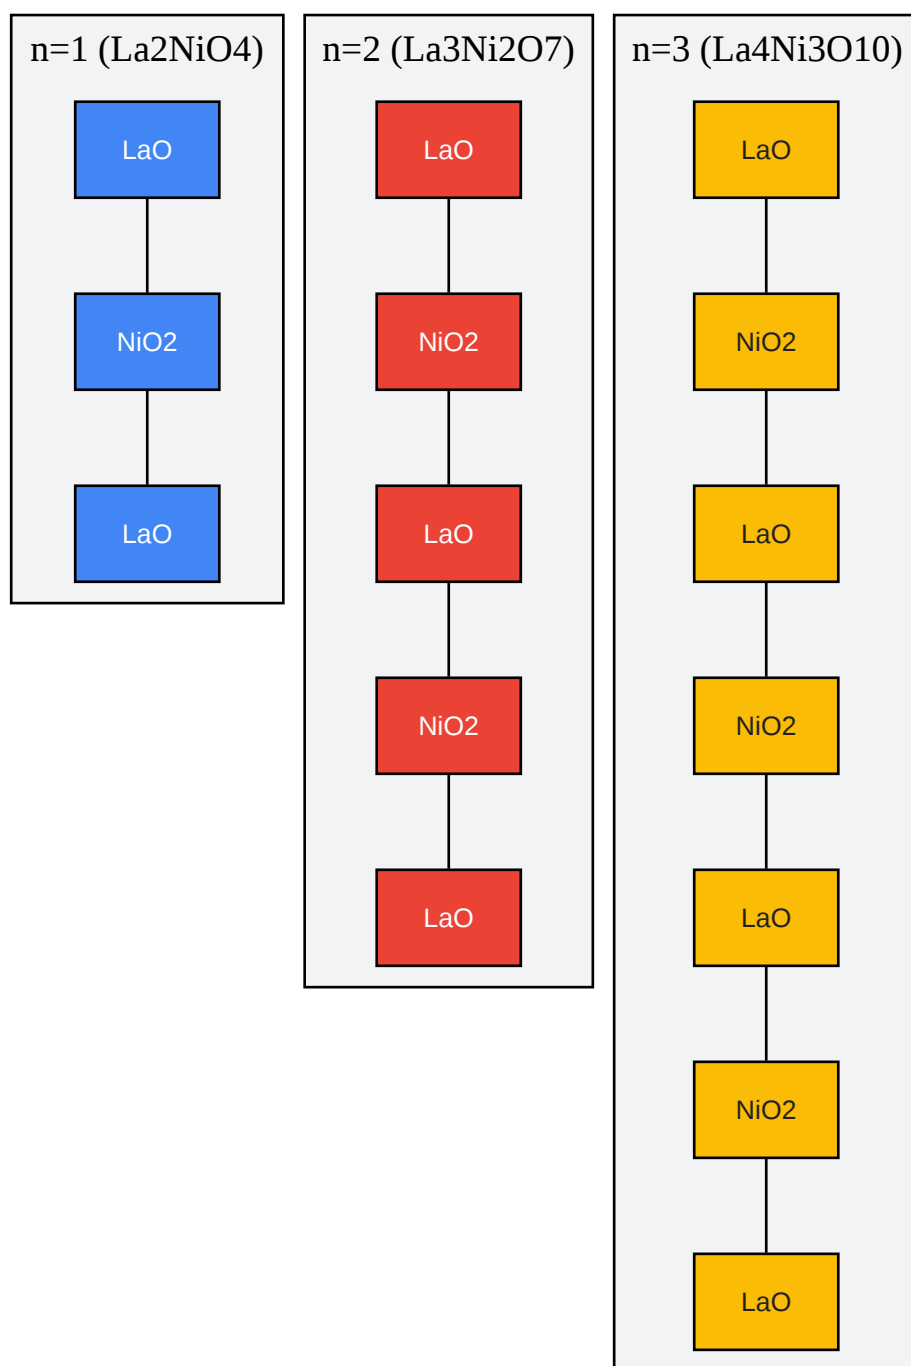 n=1 (La2NiO4)
LaO
NiO2
LaO
n=2 (La3Ni2O7)
LaO
NiO2
LaO
NiO2
LaO
n=3 (La4Ni3O10)
LaO
NiO2
LaO
NiO2
LaO
NiO2
LaO